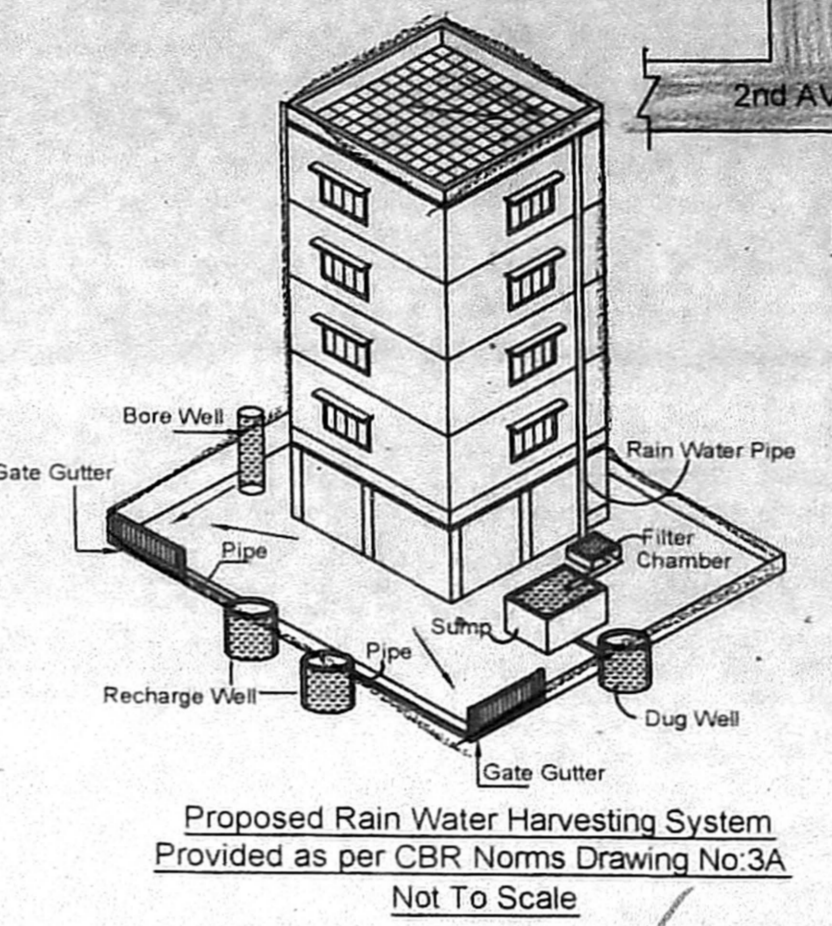 2nd AV
Bore Well
Gate Gutter
Pipe
Rain Water Pipe
Filter
Chamber
Sump
Pipe
Recharge Well
Dug Well
Gate Gutter
Proposed Rain Water Harvesting System
Provided as per CBR Norms Drawing No:3A
Not To Scale